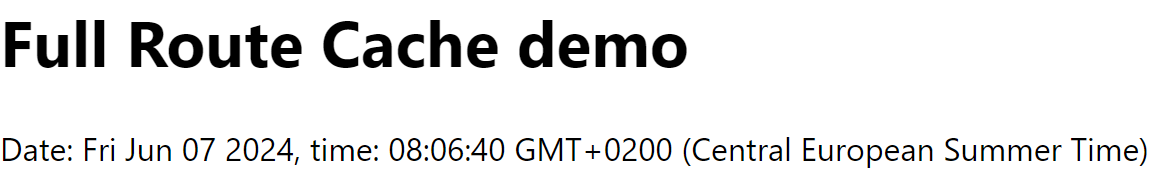 Full Route Cache demo
Date: Fri Jun 07 2024, time: 08:06:40 GMT+0200 (Central European Summer Time)